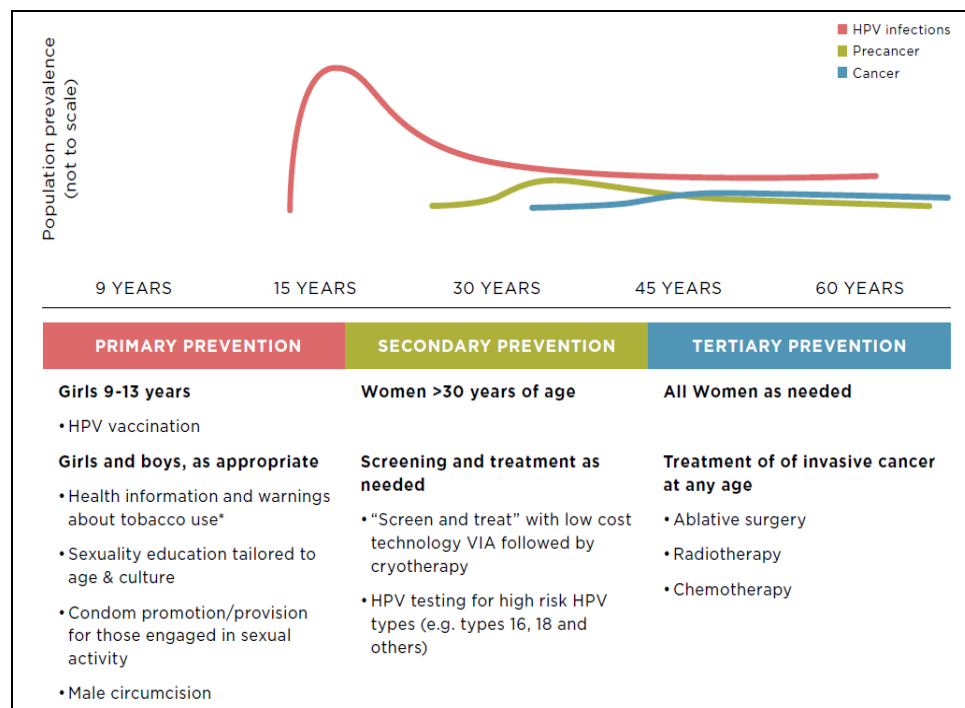 HPV infections
Precancer
Cancer
Population prevalence
(not to scale)
9 YEARS
15 YEARS
30 YEARS
45 YEARS
60 YEARS
PRIMARY PREVENTION
SECONDARY PREVENTION
TERTIARY PREVENTION
Girls 9-13 years
• HPV vaccination
Girls and boys, as appropriate
• Health information and warnings
about tobacco use*
• Sexuality education tailored to
age & culture
• Condom promotion/provision
for those engaged in sexual
activity
• Male circumcision
Women >30 years of age
Screening and treatment as
needed
• “Screen and treat” with low cost
technology VIA followed by
cryotherapy
• HPV testing for high risk HPV
types (e.g. types 16, 18 and
others)
All Women as needed
Treatment of of invasive cancer
at any age
• Ablative surgery
• Radiotherapy
• Chemotherapy